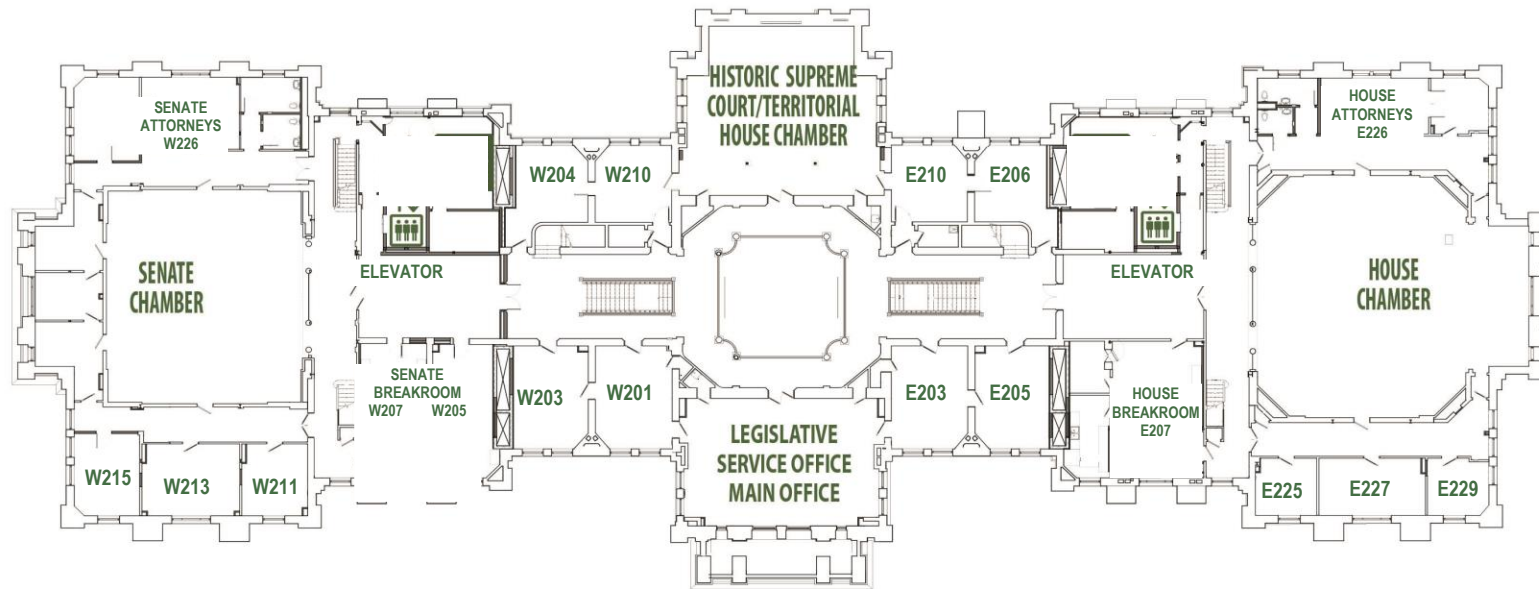 SENATE
ATTORNEYS
W226
HISTORIC SUPREME
COURT/TERRITORIAL
HOUSE CHAMBER
HOUSE
ATTORNEYS
E226
W204
W210
E210
E206
ELEVATOR
ELEVATOR
SENATE
CHAMBER
HOUSE
CHAMBER
SENATE
BREAKROOM
W207 W205
W203
W201
E203
E205
HOUSE
BREAKROOM
E207
LEGISLATIVE
SERVICE OFFICE
MAIN OFFICE
W215
W213
W211
E225
E227
E229